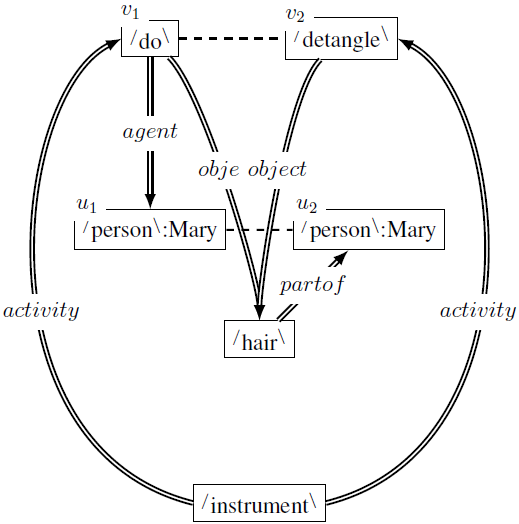 v1 v2
/do\ /detangle\
agent
obje object
u1 u2
/person\:Mary /person\:Mary
partof
activity activity
/hair\
/instrument\